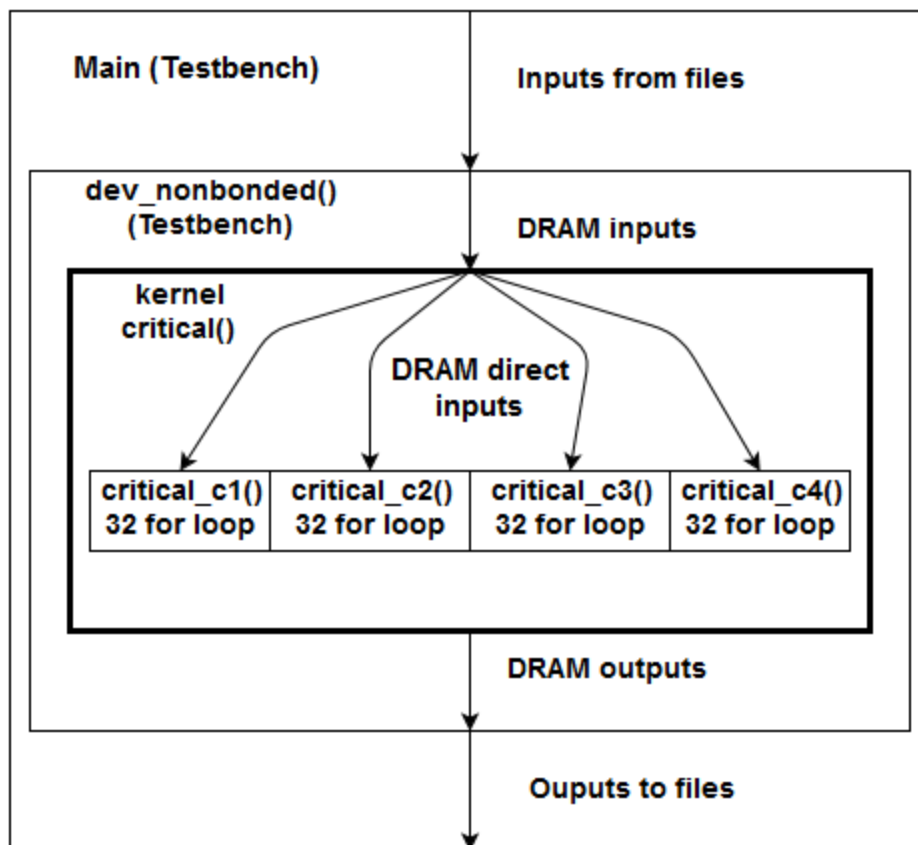 Main (Testbench)
Inputs from files
dev_nonbonded()
(Testbench)
DRAM inputs
kernel
critical()
DRAM direct
inputs
critical_c1()
32 for loop
critical_c2()
32 for loop
critical_c3()
32 for loop
critical_c4()
32 for loop
DRAM outputs
Ouputs to files